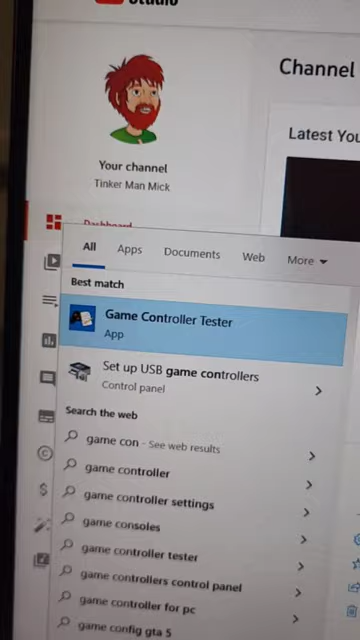 Studio
Channel
Your channel
Tinker Man Mick
Latest You
Dashboard
All Apps Documents Web More
Best match
Game Controller Tester
App
Set up USB game controllers
Control panel
Search the web
game con - See web results
game controller
game controller settings
game consoles
game controller tester
game controllers control panel
game controller for pc
game config gta 5